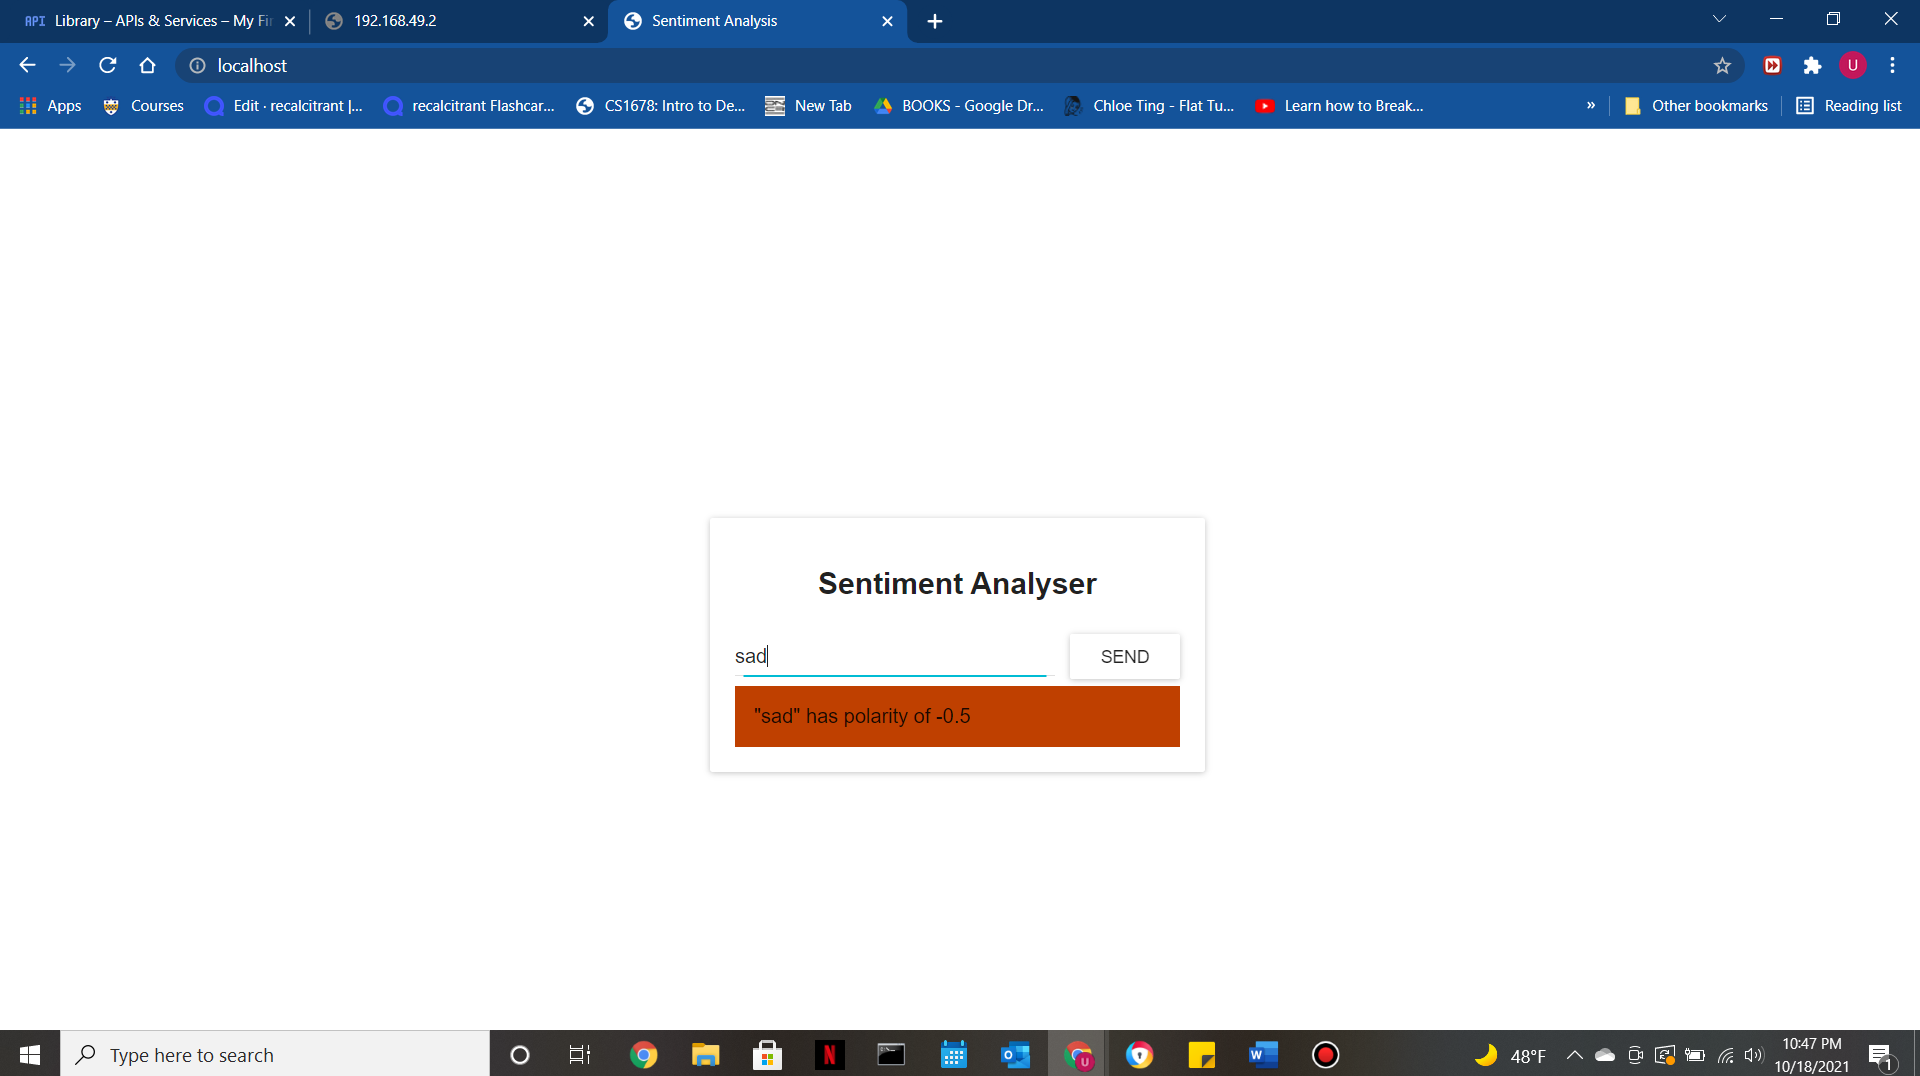 API Library – APIs & Services – My Fi
192.168.49.2
Sentiment Analysis
localhost
U
Apps
Courses
Edit · recalcitrant |...
recalcitrant Flashcar...
CS1678: Intro to De...
New Tab
BOOKS - Google Dr...
Chloe Ting - Flat Tu...
Learn how to Break...
»
Other bookmarks
Reading list
Sentiment Analyser
sad
SEND
"sad" has polarity of -0.5
Type here to search
N
U
W
48°F
10:47 PM
10/18/2021
1